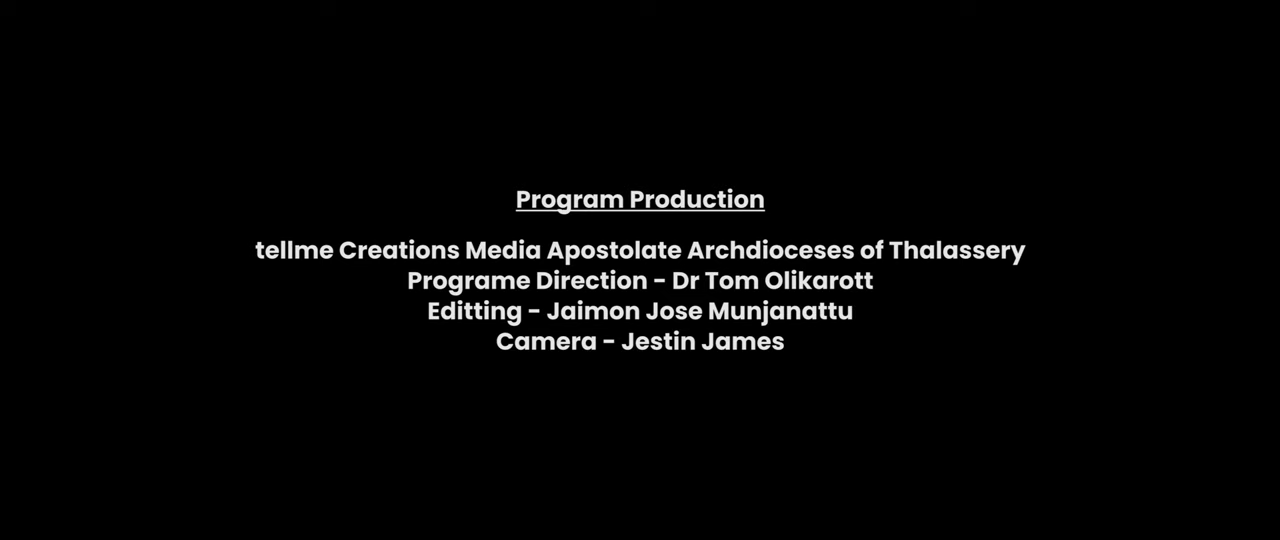 Program Production
tellme Creations Media Apostolate Archdioceses of Thalassery
Programe Direction - Dr Tom Olikarott
Editting - Jaimon Jose Munjanattu
Camera - Jestin James